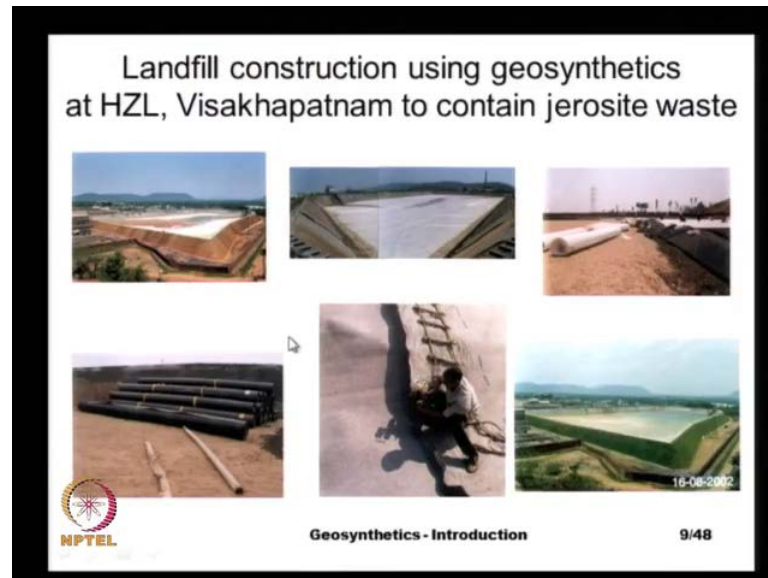 Landfill construction using geosynthetics
at HZL, Visakhapatnam to contain jerosite waste
16-08-2002
NPTEL
Geosynthetics - Introduction
9/48